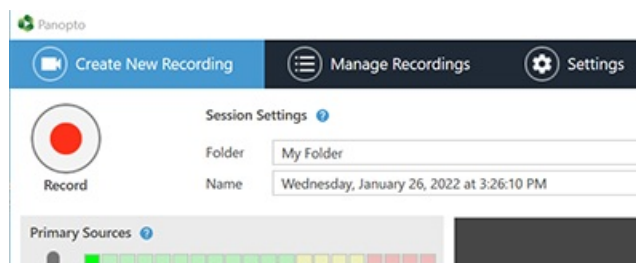 Panopto
Create New Recording
Manage Recordings
Settings
Record
Session Settings ?
Folder
My Folder
Name
Wednesday, January 26, 2022 at 3:26:10 PM
Primary Sources ?